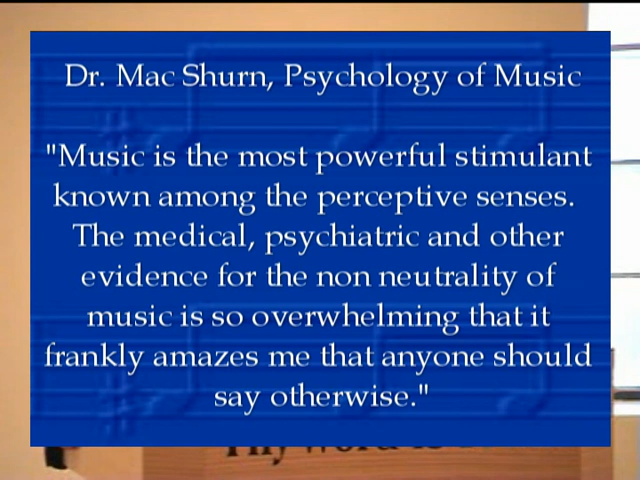 Dr. Mac Shurn, Psychology of Music
"Music is the most powerful stimulant
known among the perceptive senses.
The medical, psychiatric and other
evidence for the non neutrality of
music is so overwhelming that it
frankly amazes me that anyone should
say otherwise."